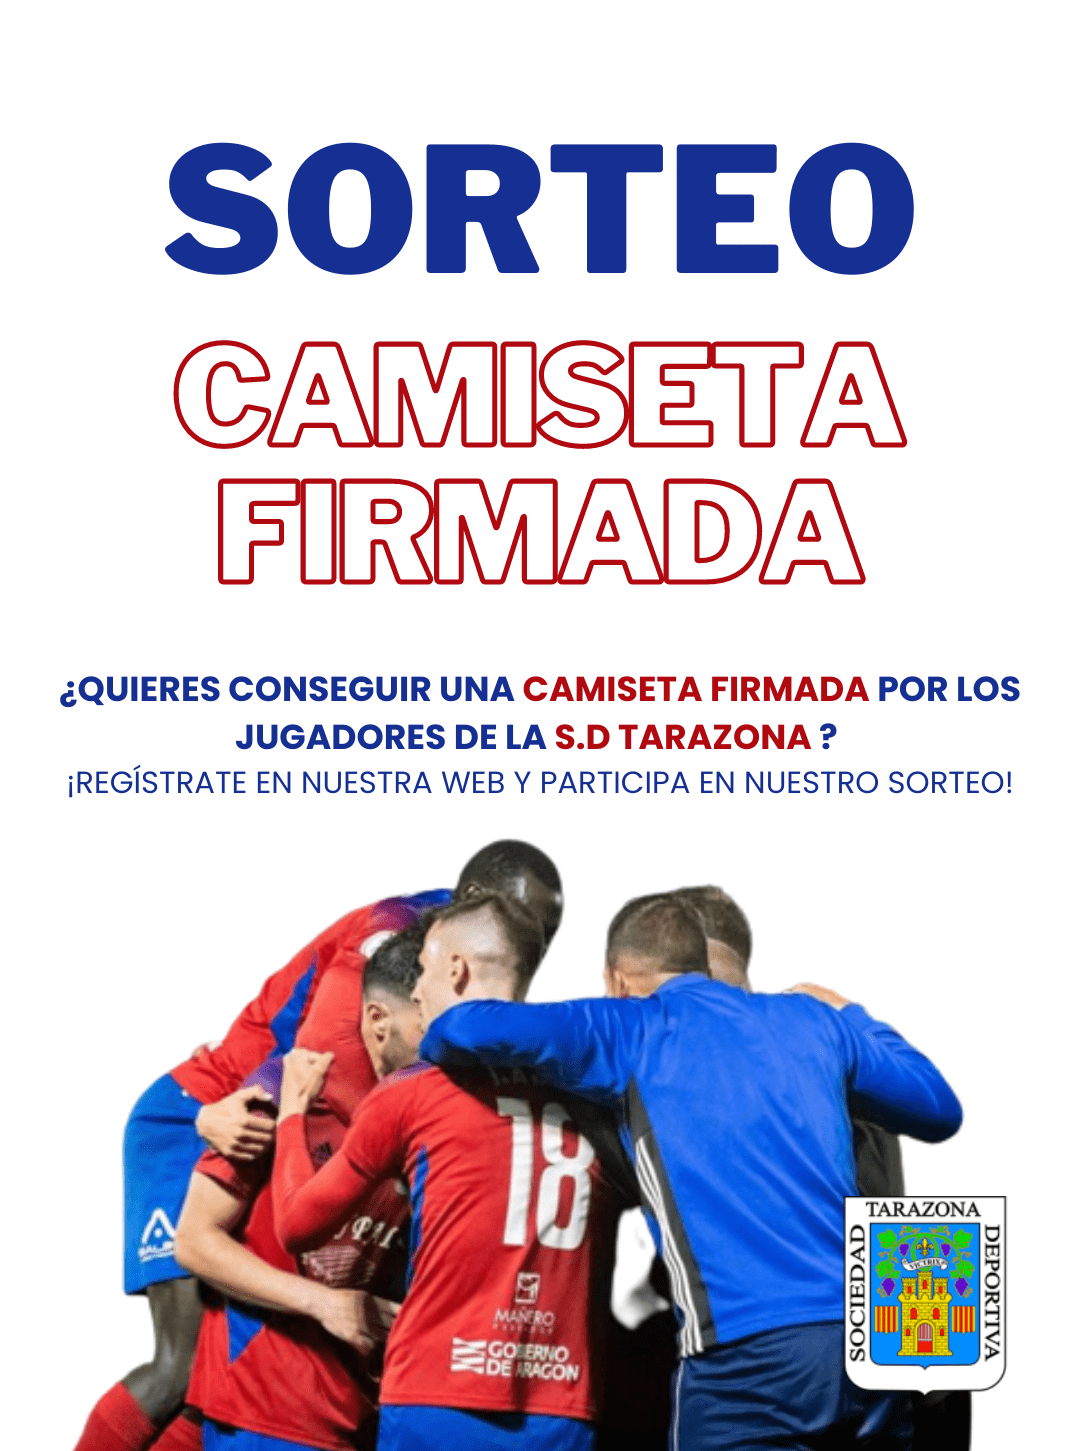 SORTEO
CAMISETA
FIRMADA
¿QUIERES CONSEGUIR UNA CAMISETA FIRMADA POR LOS
JUGADORES DE LA S.D TARAZONA ?
¡REGÍSTRATE EN NUESTRA WEB Y PARTICIPA EN NUESTRO SORTEO!
18
MAÑERO
GOBIERNO
DE ARAGON
TARAZONA
SOCIEDAD
DEPORTIVA
VICTRIX